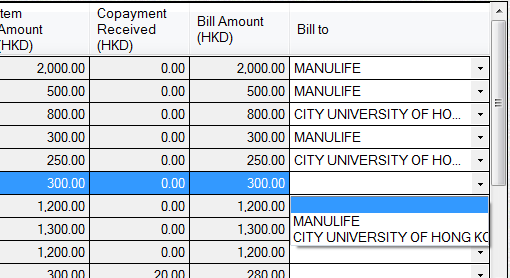 tem Amount (HKD) Copayment Received (HKD) Bill Amount (HKD) Bill to
2,000.00 0.00 2,000.00 MANULIFE
500.00 0.00 500.00 MANULIFE
800.00 0.00 800.00 CITY UNIVERSITY OF HO...
300.00 0.00 300.00 MANULIFE
250.00 0.00 250.00 CITY UNIVERSITY OF HO...
300.00 0.00 300.00
1,200.00 0.00 1,200.00
MANULIFE
1,300.00 0.00 1,300.00
CITY UNIVERSITY OF HONG KO
1,200.00 0.00 1,200.00
300.00 20.00 280.00